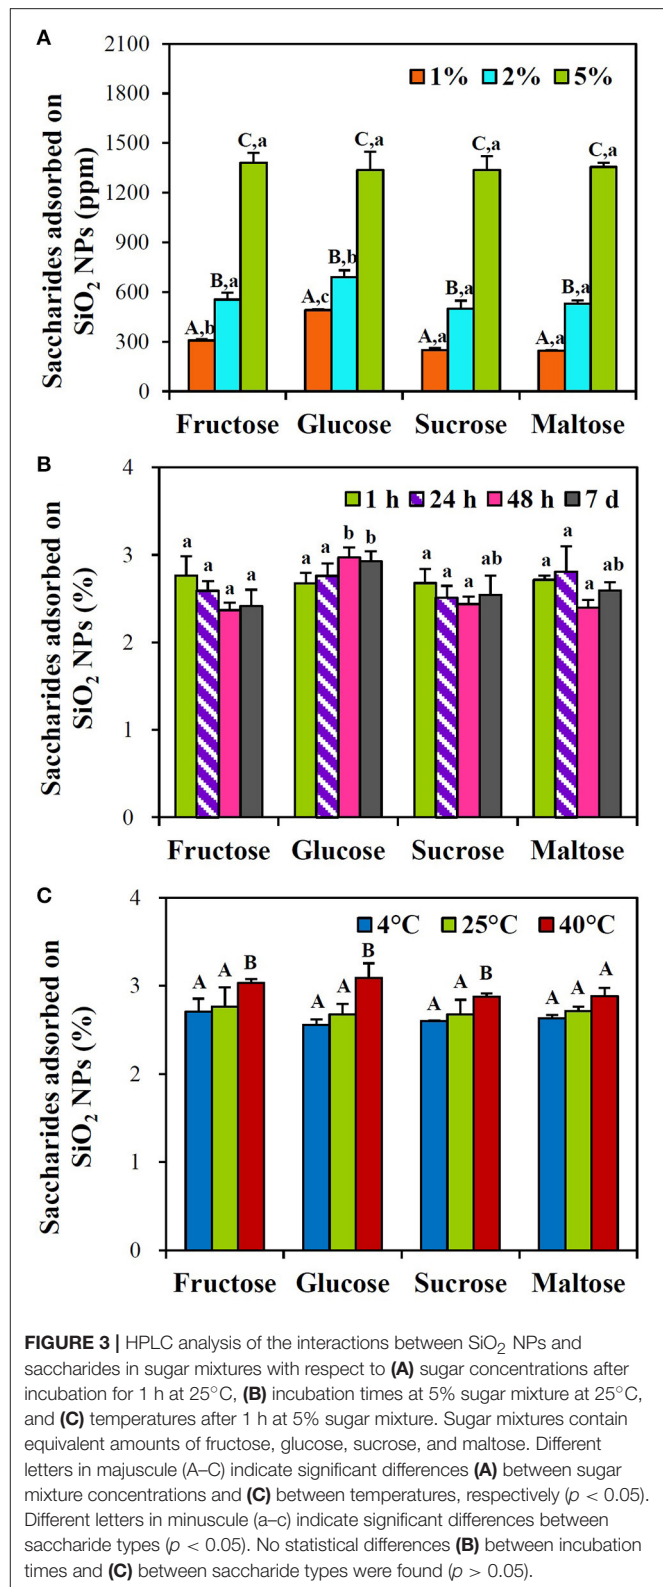 A
Saccharides adsorbed on
SiO₂ NPs (ppm)
2100
1800
1500
1200
900
600
300
0
1% 2% 5%
A,b B,a C,a A,c B,b C,a A,a B,a C,a A,a B,a C,a
Fructose Glucose Sucrose Maltose
B
Saccharides adsorbed on
SiO₂ NPs (%)
4
3
2
1
0
1 h 24 h 48 h 7 d
a a a a a a b b a a a ab a a a ab
Fructose Glucose Sucrose Maltose
C
Saccharides adsorbed on
SiO₂ NPs (%)
4
3
2
1
0
4°C 25°C 40°C
A A B A A B A A B A A A
Fructose Glucose Sucrose Maltose
FIGURE 3 | HPLC analysis of the interactions between SiO₂ NPs and
saccharides in sugar mixtures with respect to (A) sugar concentrations after
incubation for 1 h at 25°C, (B) incubation times at 5% sugar mixture at 25°C,
and (C) temperatures after 1 h at 5% sugar mixture. Sugar mixtures contain
equivalent amounts of fructose, glucose, sucrose, and maltose. Different
letters in majuscule (A–C) indicate significant differences (A) between sugar
mixture concentrations and (C) between temperatures, respectively (p < 0.05).
Different letters in minuscule (a–c) indicate significant differences between
saccharide types (p < 0.05). No statistical differences (B) between incubation
times and (C) between saccharide types were found (p > 0.05).